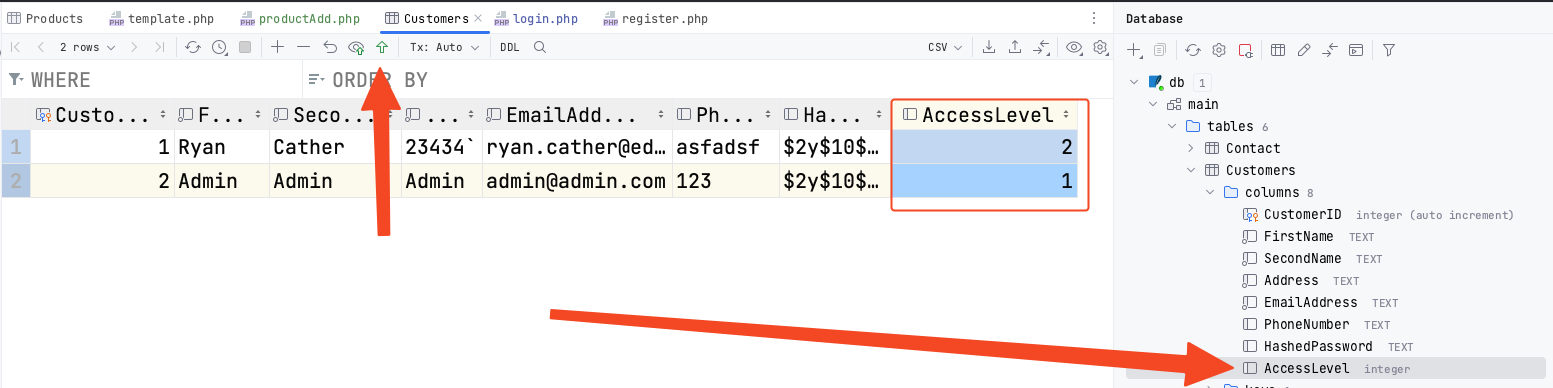 Products template.php productAdd.php Customers login.php register.php
2 rows Tx: Auto DDL CSV
WHERE ORDER BY
Custo... F... Seco... ... EmailAdd... Ph... Ha... AccessLevel
1 1 Ryan Cather 23434` ryan.cather@ed… asfadsf $2y$10$… 2
2 2 Admin Admin Admin admin@admin.com 123 $2y$10$… 1
Database
db 1
main
tables 6
Contact
Customers
columns 8
CustomerID integer (auto increment)
FirstName TEXT
SecondName TEXT
Address TEXT
EmailAddress TEXT
PhoneNumber TEXT
HashedPassword TEXT
AccessLevel integer